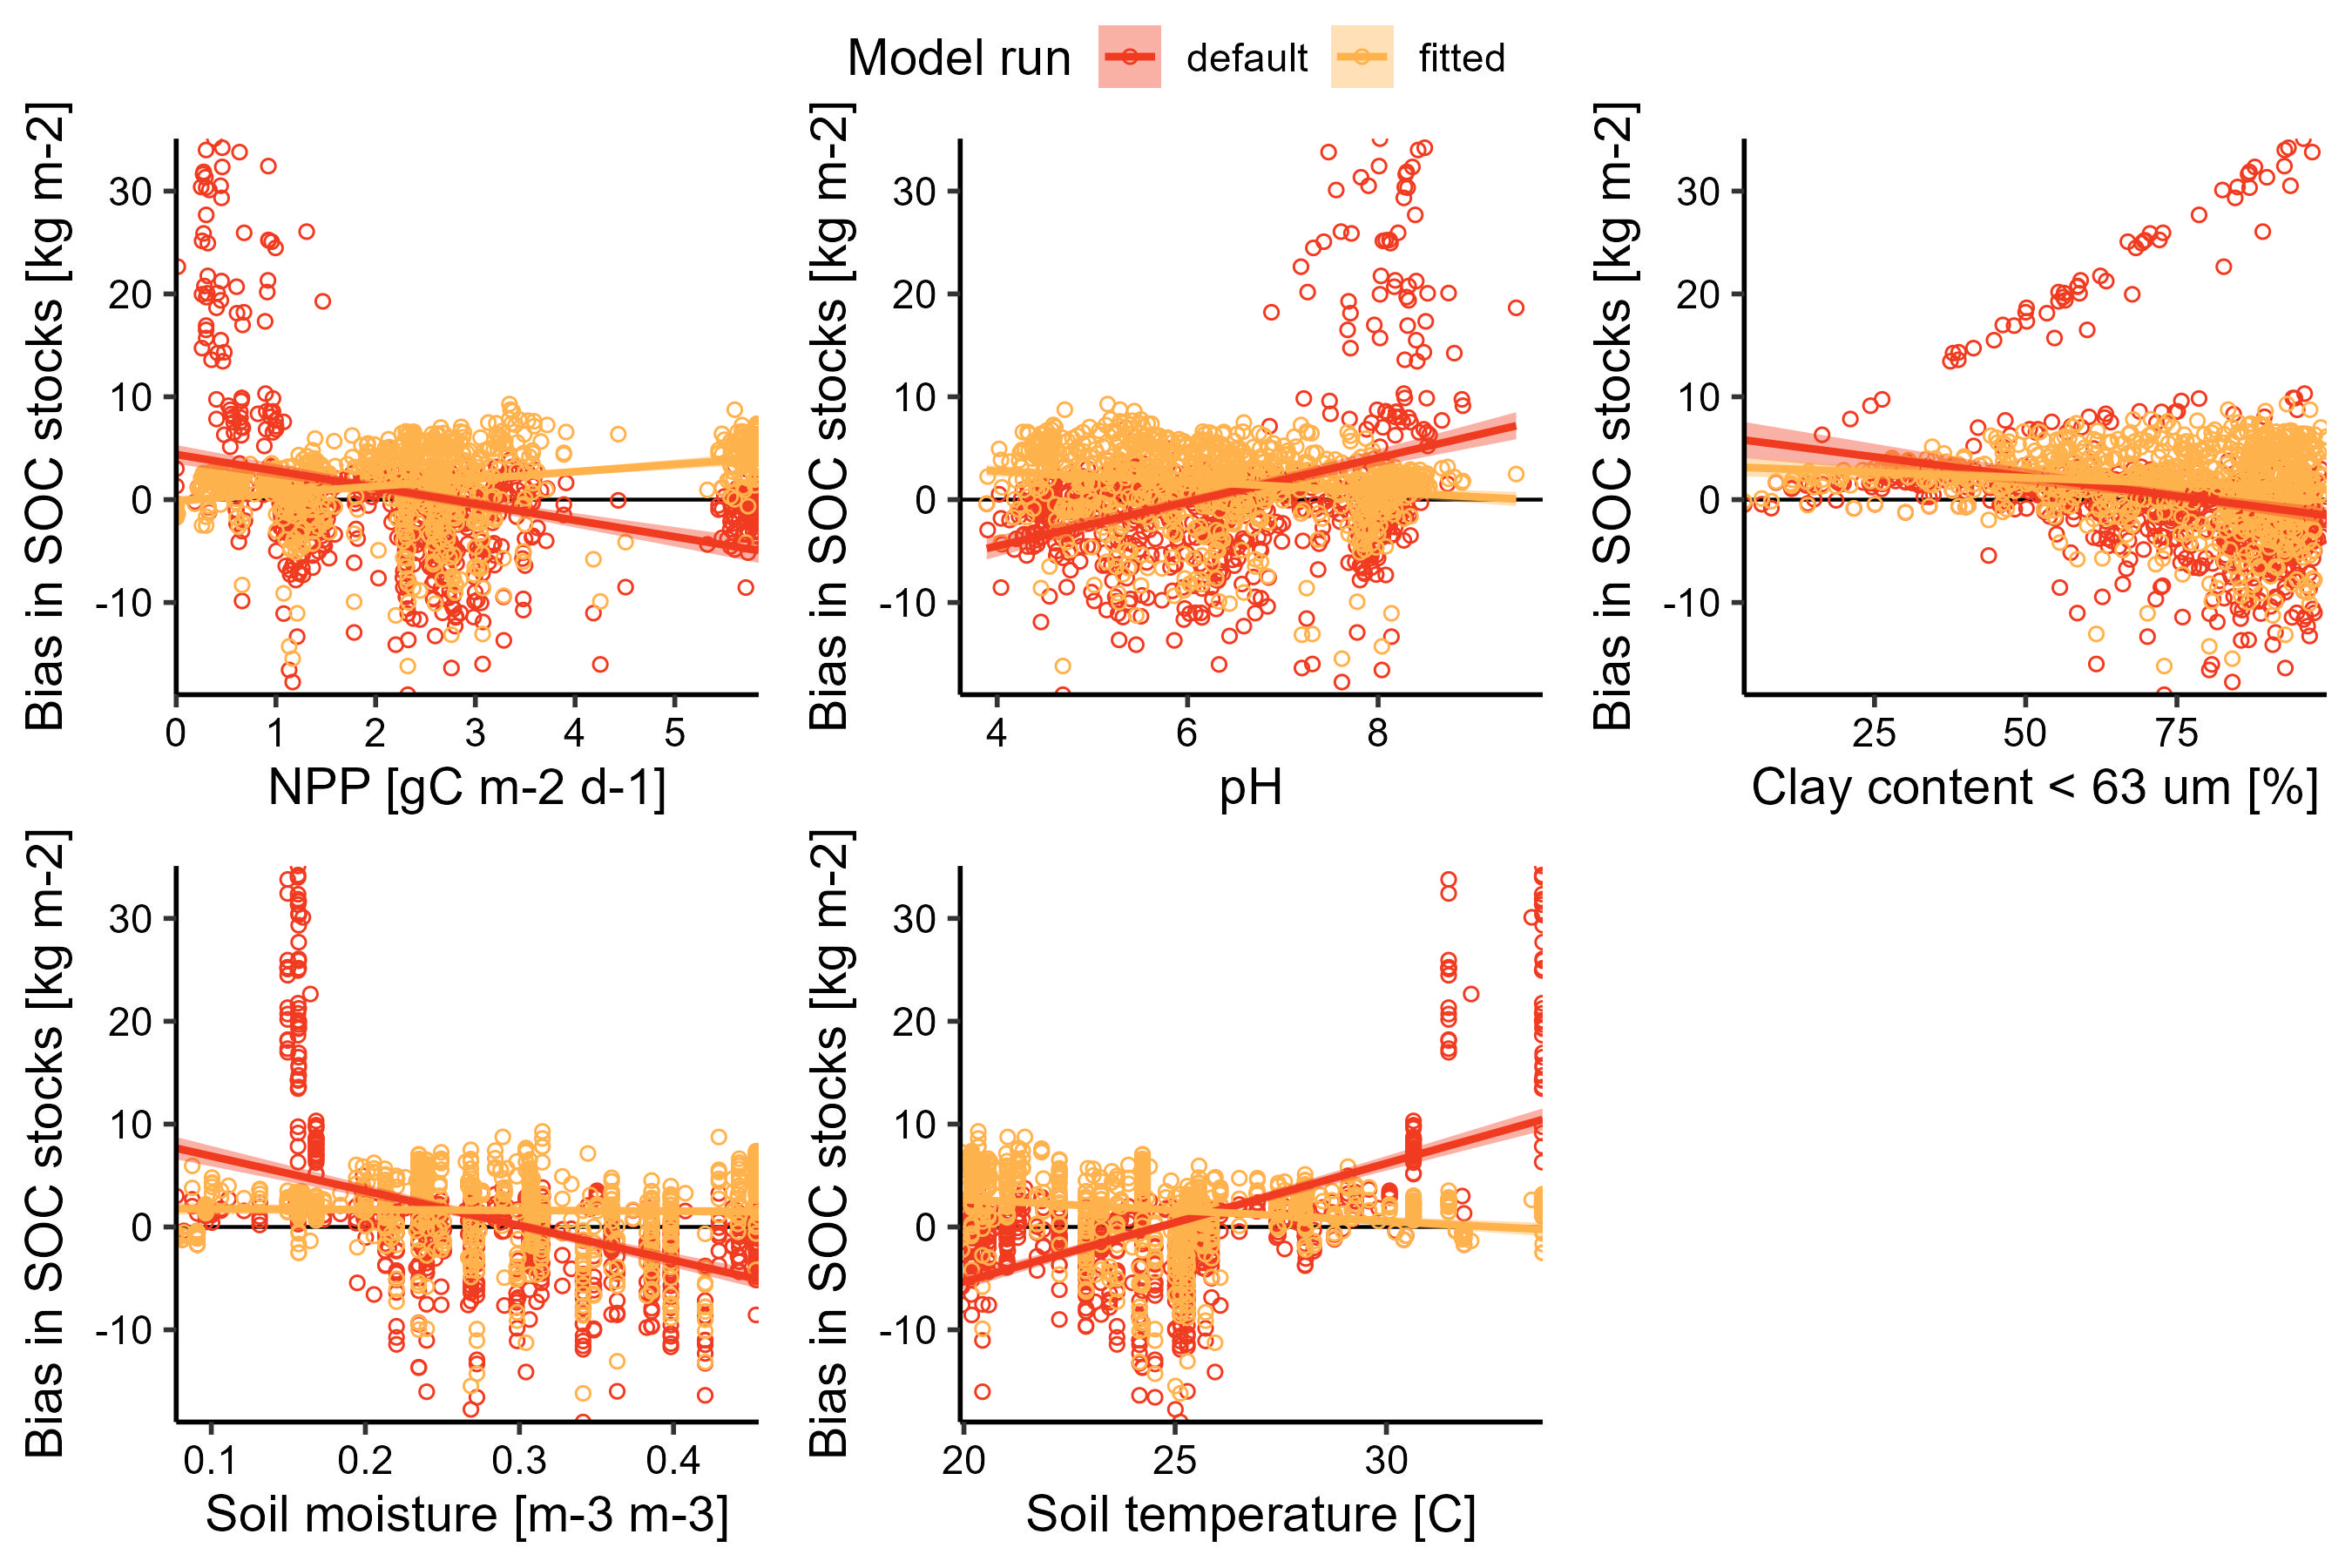 Model run default fitted
Bias in SOC stocks [kg m-2]
30
20
10
0
-10
0 1 2 3 4 5
NPP [gC m-2 d-1]
Bias in SOC stocks [kg m-2]
30
20
10
0
-10
4 6 8
pH
Bias in SOC stocks [kg m-2]
30
20
10
0
-10
25 50 75
Clay content < 63 um [%]
Bias in SOC stocks [kg m-2]
30
20
10
0
-10
0.1 0.2 0.3 0.4
Soil moisture [m-3 m-3]
Bias in SOC stocks [kg m-2]
30
20
10
0
-10
20 25 30
Soil temperature [C]